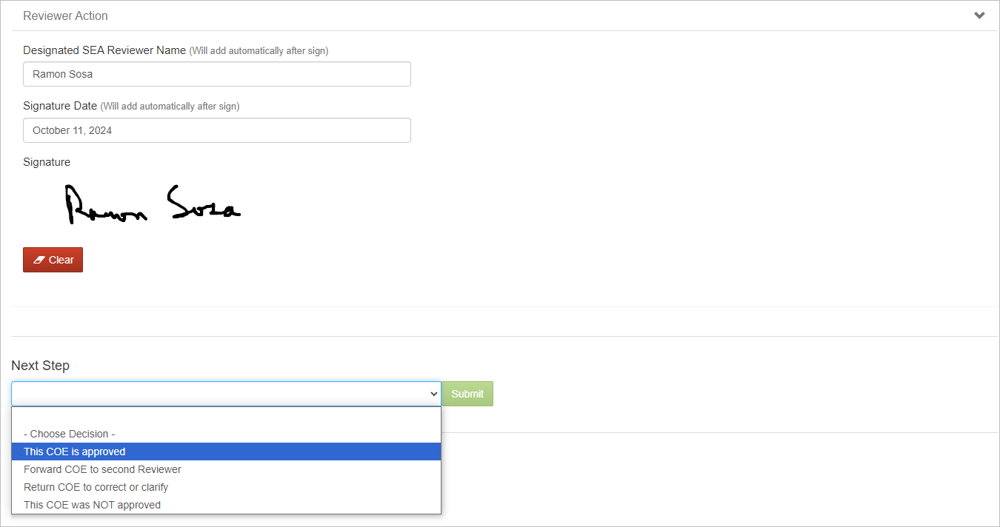 Reviewer Action
Designated SEA Reviewer Name (Will add automatically after sign)
Ramon Sosa
Signature Date (Will add automatically after sign)
October 11, 2024
Signature
Ramon Sosa
Clear
Next Step
Submit
- Choose Decision -
This COE is approved
Forward COE to second Reviewer
Return COE to correct or clarify
This COE was NOT approved